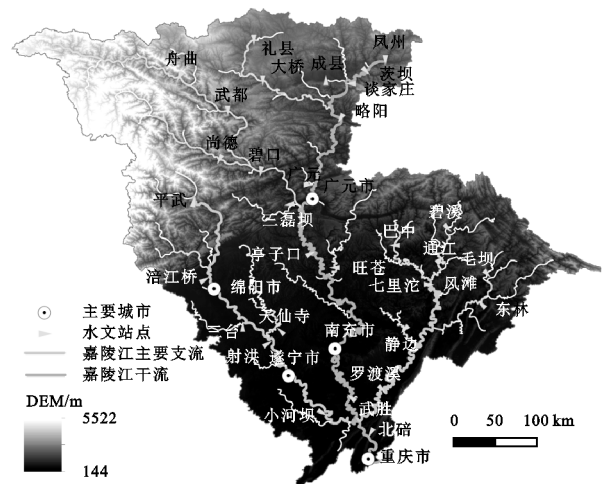 凤州
礼县
成县
大桥
茨坝
谈家庄
舟曲
武都
略阳
尚德
碧口
广元
广元市
平武
三磊坝
碧溪
巴中
通江
毛坝
亭子口
旺苍
七里沱
风滩
涪江桥
绵阳市
东林
天仙寺
三台
南充市
静边
射洪
遂宁市
罗渡溪
小河坝
武胜
北碚
重庆市
主要城市
水文站点
嘉陵江主要支流
嘉陵江干流
DEM/m
5522
144
0 50 100 km